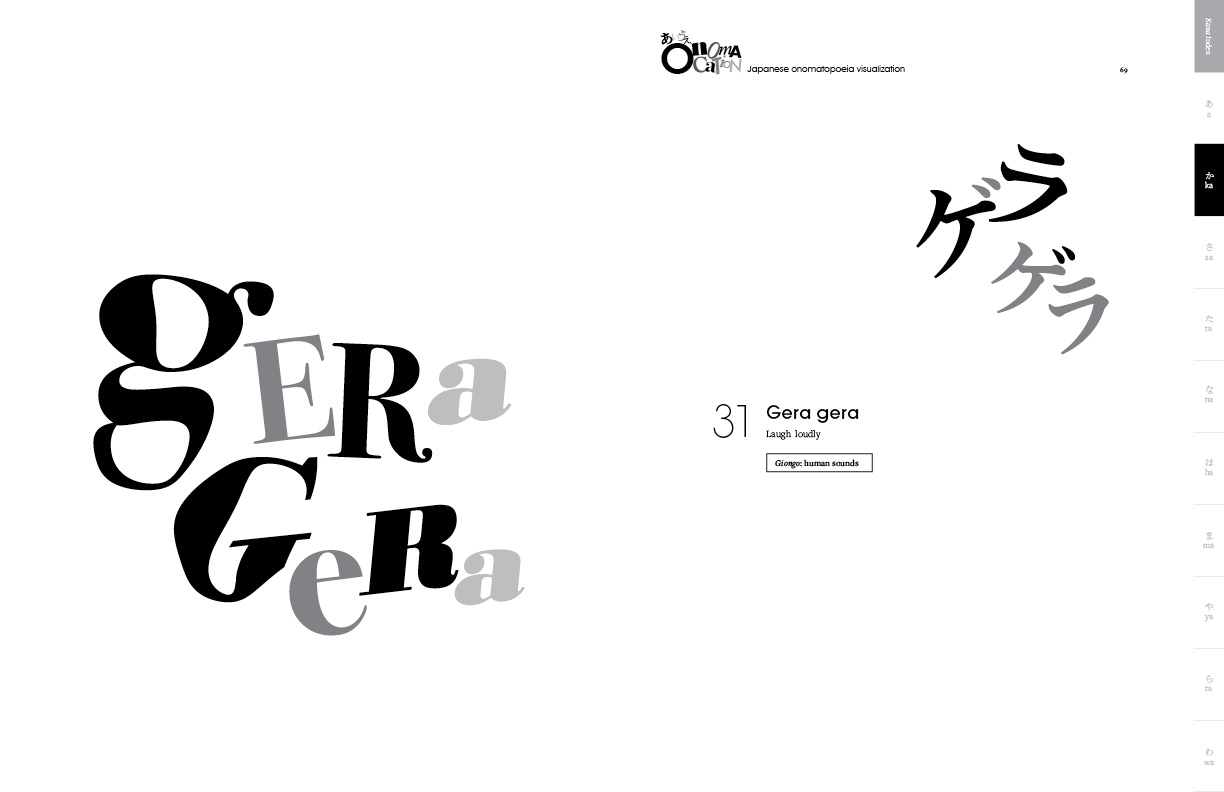 gERa
GeRa
あいうえ
OnomA
CaTIoN
Japanese onomatopoeia visualization
69
ゲラ
ゲラ
31
Gera gera
Laugh loudly
Giongo: human sounds
Kana Index
あ
a
か
ka
さ
sa
た
ta
な
na
は
ha
ま
ma
や
ya
ら
ra
わ
wa